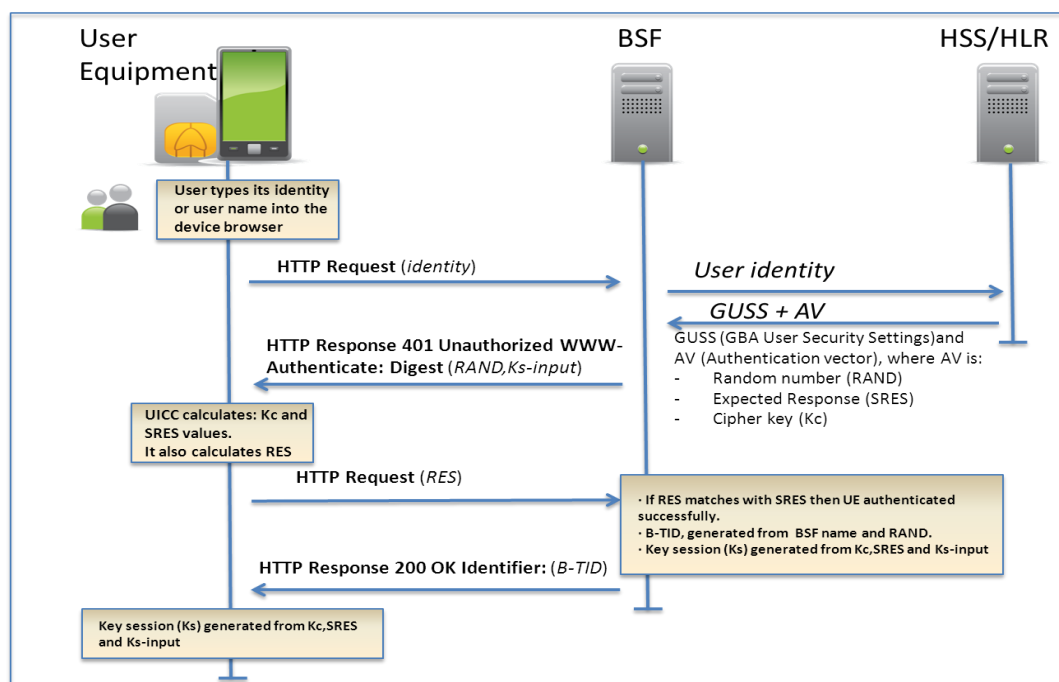 User
Equipment
BSF
HSS/HLR
User types its identity
or user name into the
device browser
HTTP Request (identity)
User identity
GUSS + AV
GUSS (GBA User Security Settings)and
AV (Authentication vector), where AV is:
- Random number (RAND)
- Expected Response (SRES)
- Cipher key (Kc)
HTTP Response 401 Unauthorized WWW-
Authenticate: Digest (RAND,Ks-input)
UICC calculates: Kc and
SRES values.
It also calculates RES
HTTP Request (RES)
· If RES matches with SRES then UE authenticated
successfully.
· B-TID, generated from BSF name and RAND.
· Key session (Ks) generated from Kc,SRES and Ks-input
HTTP Response 200 OK Identifier: (B-TID)
Key session (Ks) generated from Kc,SRES
and Ks-input